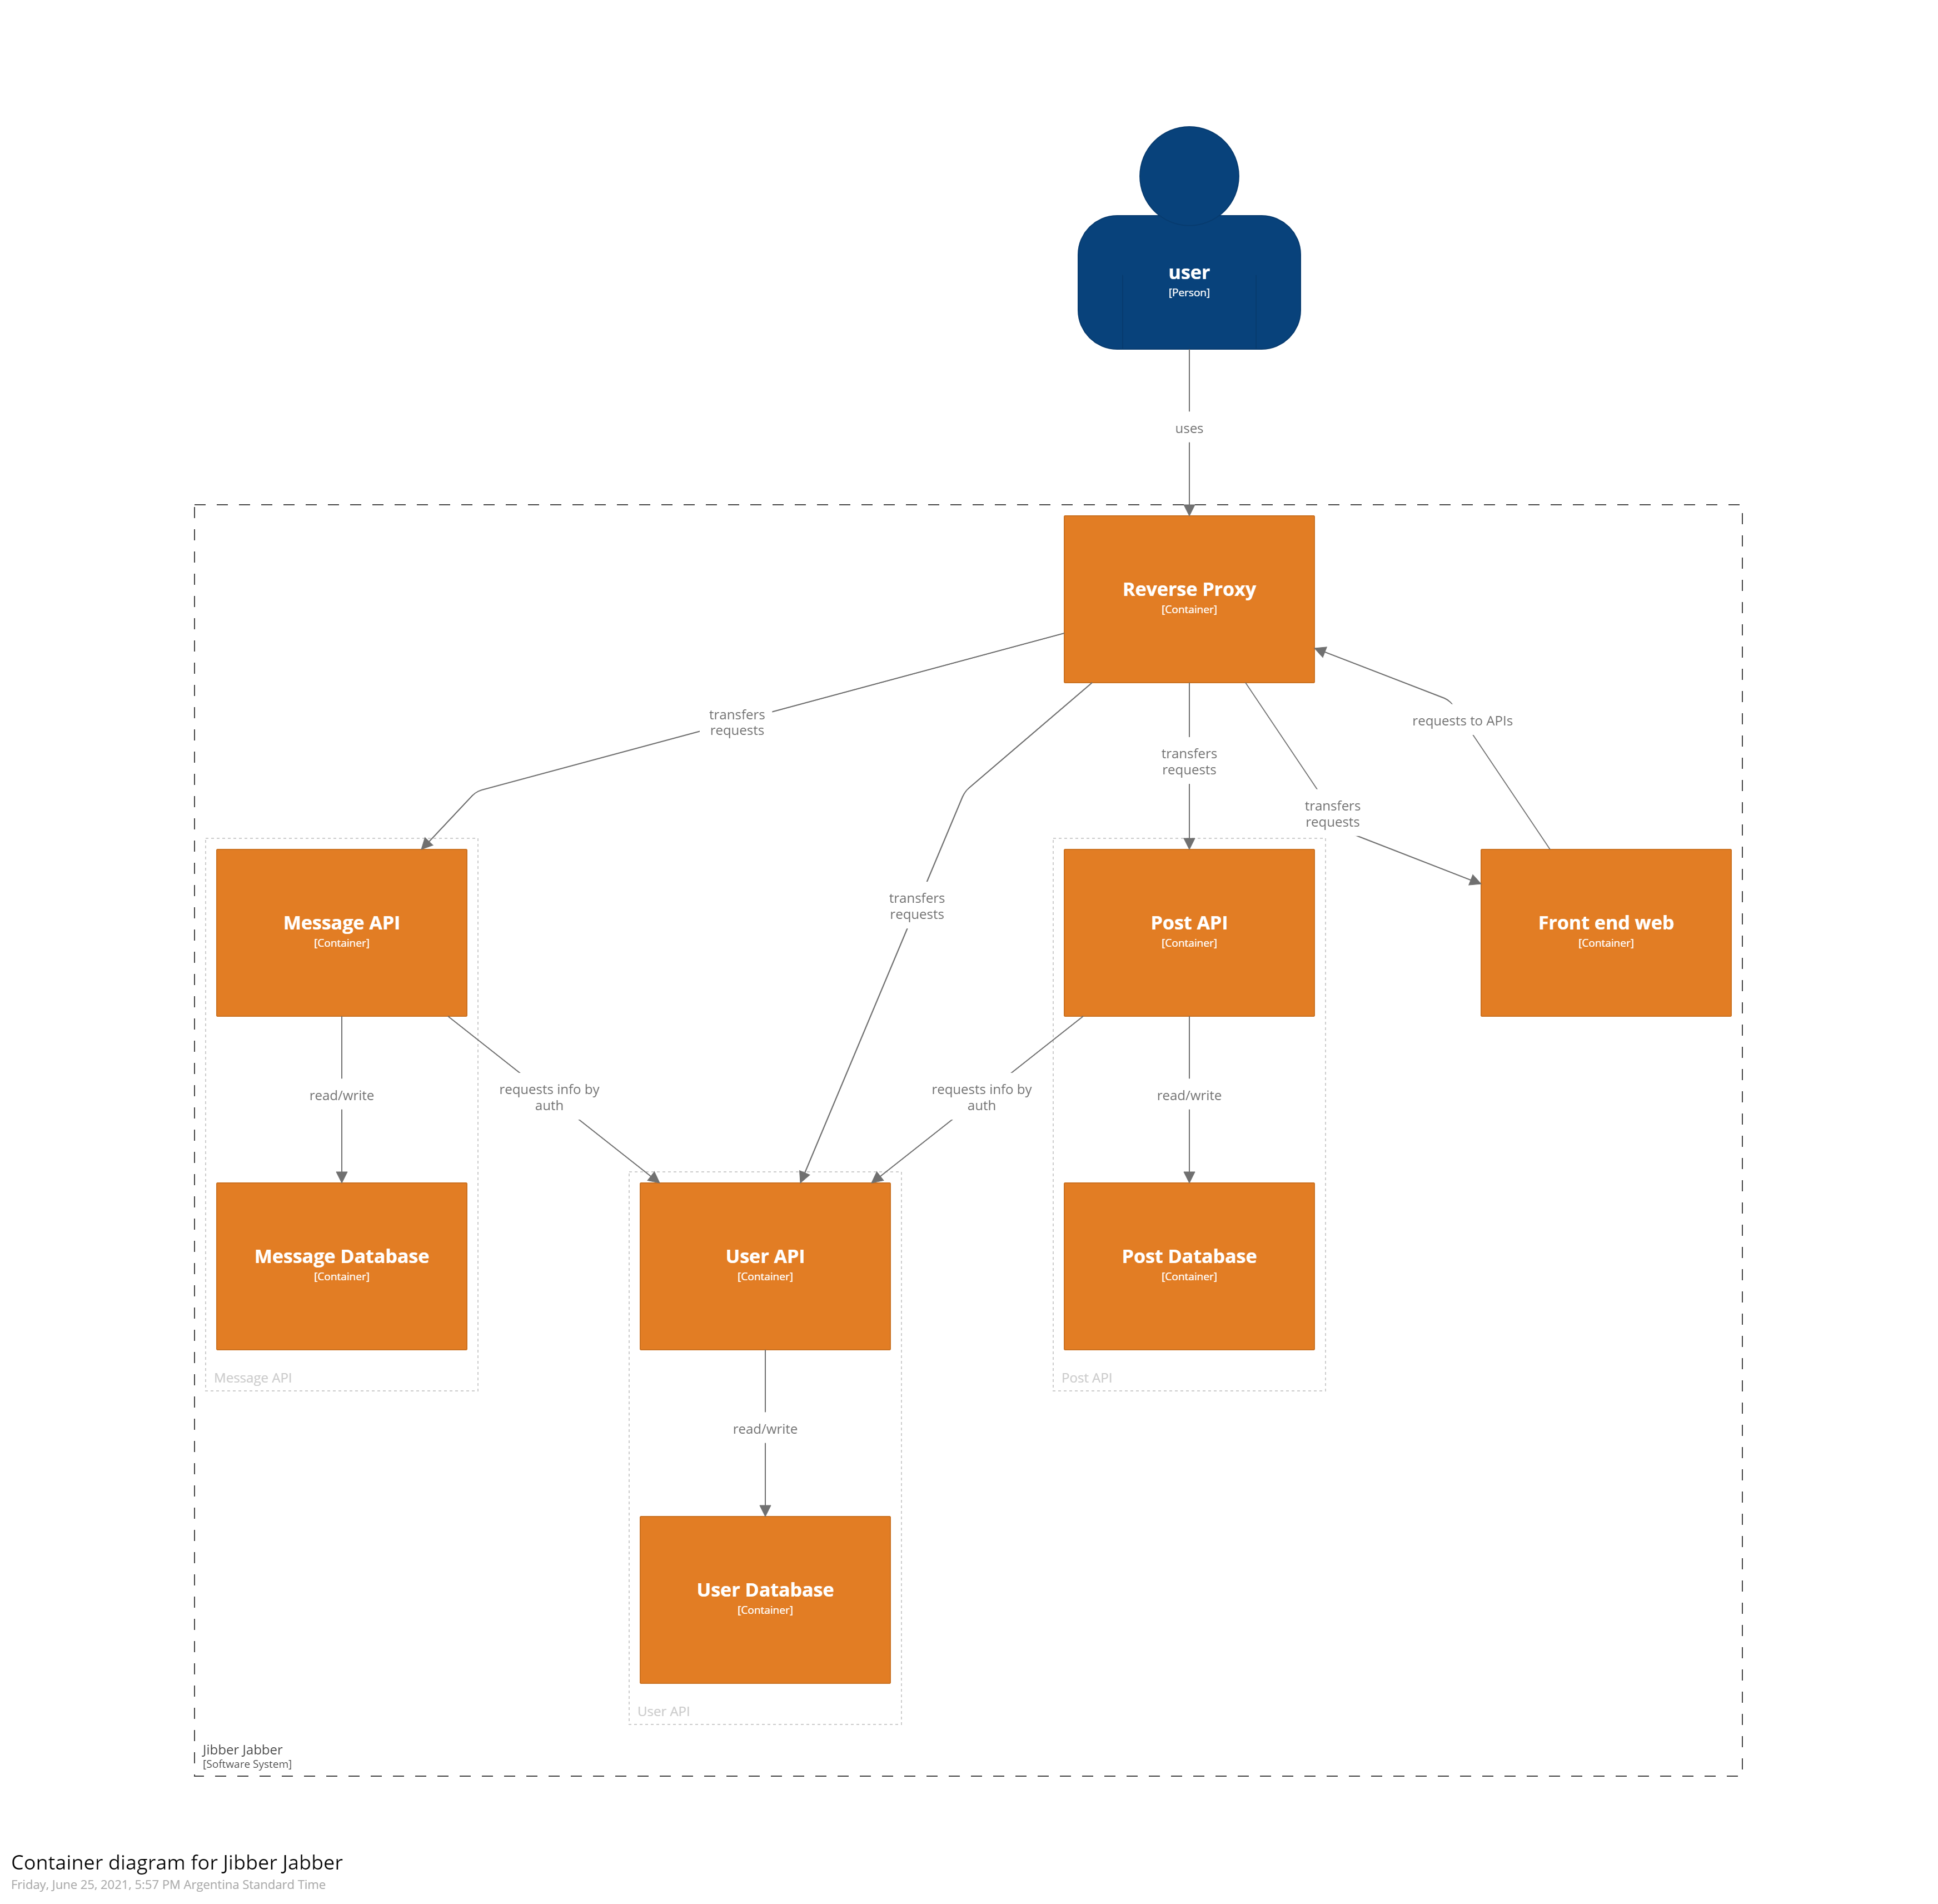 user
[Person]
uses
Reverse Proxy
[Container]
transfers
requests
transfers
requests
requests to APIs
transfers
requests
transfers
requests
Message API
[Container]
Post API
[Container]
Front end web
[Container]
read/write
requests info by
auth
requests info by
auth
read/write
Message Database
[Container]
User API
[Container]
Post Database
[Container]
Message API
Post API
read/write
User Database
[Container]
User API
Jibber Jabber
[Software System]
Container diagram for Jibber Jabber
Friday, June 25, 2021, 5:57 PM Argentina Standard Time